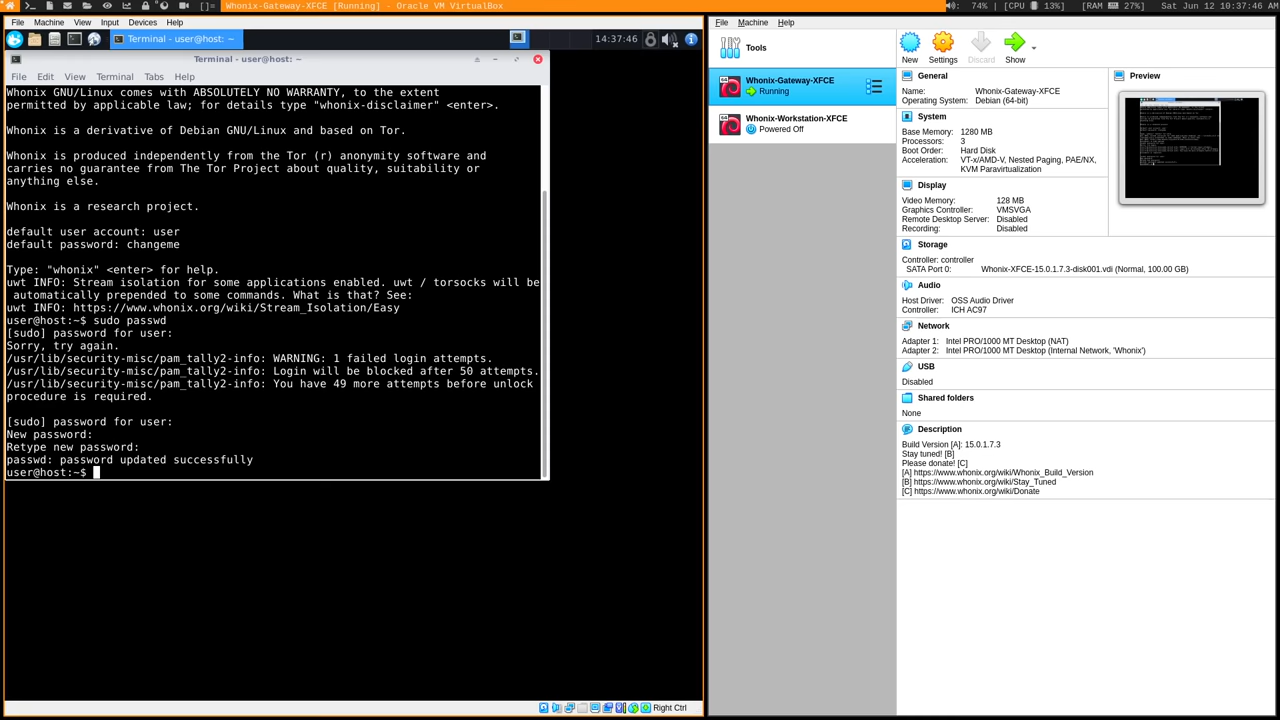 Whonix-Gateway-XFCE [Running] - Oracle VM VirtualBox
74% | [CPU 13%] [RAM 27%] Sat Jun 12 10:37:46 AM
[]=
File Machine View Input Devices Help
Terminal - user@host: ~
14:37:46
Terminal - user@host: ~
File Edit View Terminal Tabs Help
Whonix GNU/Linux comes with ABSOLUTELY NO WARRANTY, to the extent
permitted by applicable law; for details type "whonix-disclaimer" <enter>.
Whonix is a derivative of Debian GNU/Linux and based on Tor.
Whonix is produced independently from the Tor (r) anonymity software and
carries no guarantee from The Tor Project about quality, suitability or
anything else.
Whonix is a research project.
default user account: user
default password: changeme
Type: "whonix" <enter> for help.
uwt INFO: Stream isolation for some applications enabled. uwt / torsocks will be
automatically prepended to some commands. What is that? See:
uwt INFO: https://www.whonix.org/wiki/Stream_Isolation/Easy
user@host:~$ sudo passwd
[sudo] password for user:
Sorry, try again.
/usr/lib/security-misc/pam_tally2-info: WARNING: 1 failed login attempts.
/usr/lib/security-misc/pam_tally2-info: Login will be blocked after 50 attempts.
/usr/lib/security-misc/pam_tally2-info: You have 49 more attempts before unlock
procedure is required.
[sudo] password for user:
New password:
Retype new password:
passwd: password updated successfully
user@host:~$
Right Ctrl
File Machine Help
Tools
New Settings Discard Show
64 Whonix-Gateway-XFCE
Running
64 Whonix-Workstation-XFCE
Powered Off
General
Name: Whonix-Gateway-XFCE
Operating System: Debian (64-bit)
System
Base Memory: 1280 MB
Processors: 3
Boot Order: Hard Disk
Acceleration: VT-x/AMD-V, Nested Paging, PAE/NX,
KVM Paravirtualization
Display
Video Memory: 128 MB
Graphics Controller: VMSVGA
Remote Desktop Server: Disabled
Recording: Disabled
Storage
Controller: controller
SATA Port 0: Whonix-XFCE-15.0.1.7.3-disk001.vdi (Normal, 100.00 GB)
Audio
Host Driver: OSS Audio Driver
Controller: ICH AC97
Network
Adapter 1: Intel PRO/1000 MT Desktop (NAT)
Adapter 2: Intel PRO/1000 MT Desktop (Internal Network, 'Whonix')
USB
Disabled
Shared folders
None
Description
Build Version [A]: 15.0.1.7.3
Stay tuned! [B]
Please donate! [C]
[A] https://www.whonix.org/wiki/Whonix_Build_Version
[B] https://www.whonix.org/wiki/Stay_Tuned
[C] https://www.whonix.org/wiki/Donate
Preview